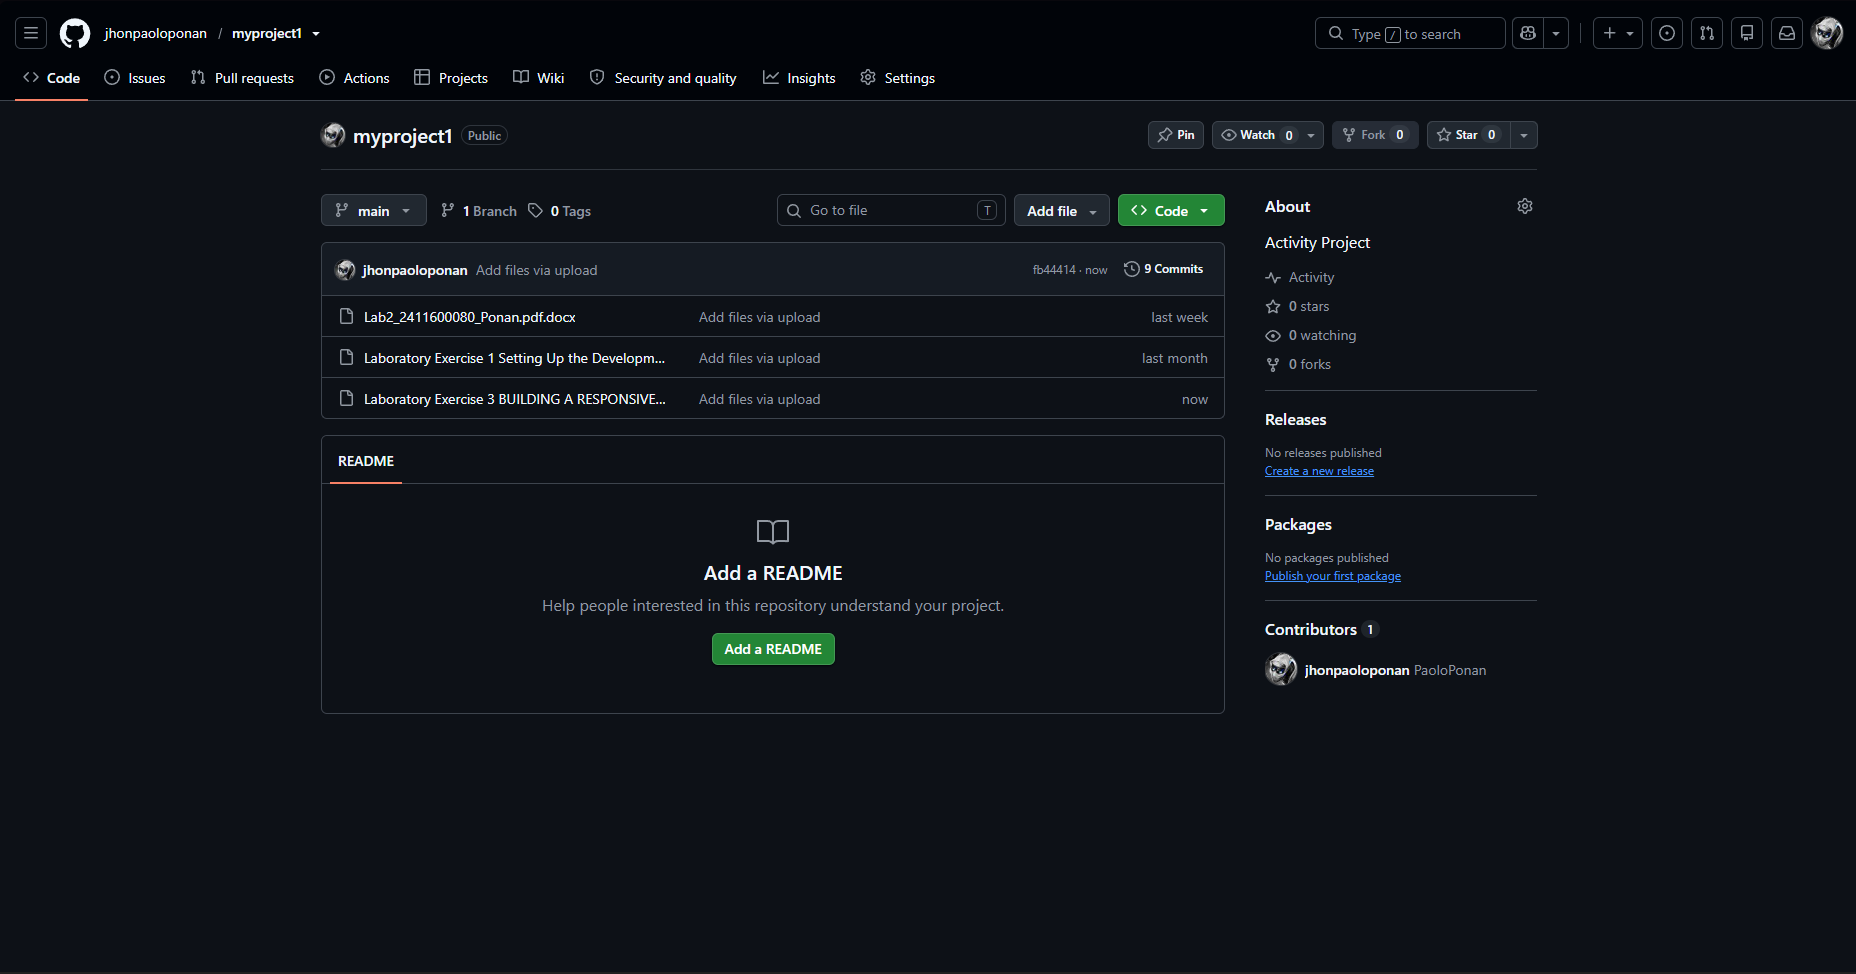 jhonpaoloponan / myproject1
Type / to search
Code Issues Pull requests Actions Projects Wiki Security and quality Insights Settings
myproject1 Public
Pin Watch 0 Fork 0 Star 0
main 1 Branch 0 Tags
Go to file T Add file Code
jhonpaoloponan Add files via upload fb44414 · now 9 Commits
Lab2_2411600080_Ponan.pdf.docx Add files via upload last week
Laboratory Exercise 1 Setting Up the Developm... Add files via upload last month
Laboratory Exercise 3 BUILDING A RESPONSIVE... Add files via upload now
README
Add a README
Help people interested in this repository understand your project.
Add a README
About
Activity Project
Activity
0 stars
0 watching
0 forks
Releases
No releases published
Create a new release
Packages
No packages published
Publish your first package
Contributors 1
jhonpaoloponan PaoloPonan